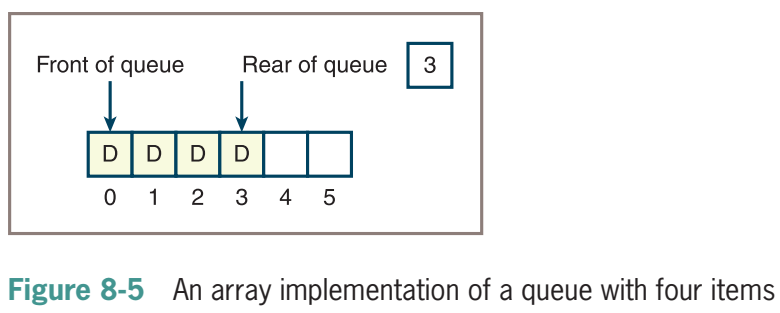 Front of queue Rear of queue 3
D D D D
0 1 2 3 4 5
Figure 8-5 An array implementation of a queue with four items